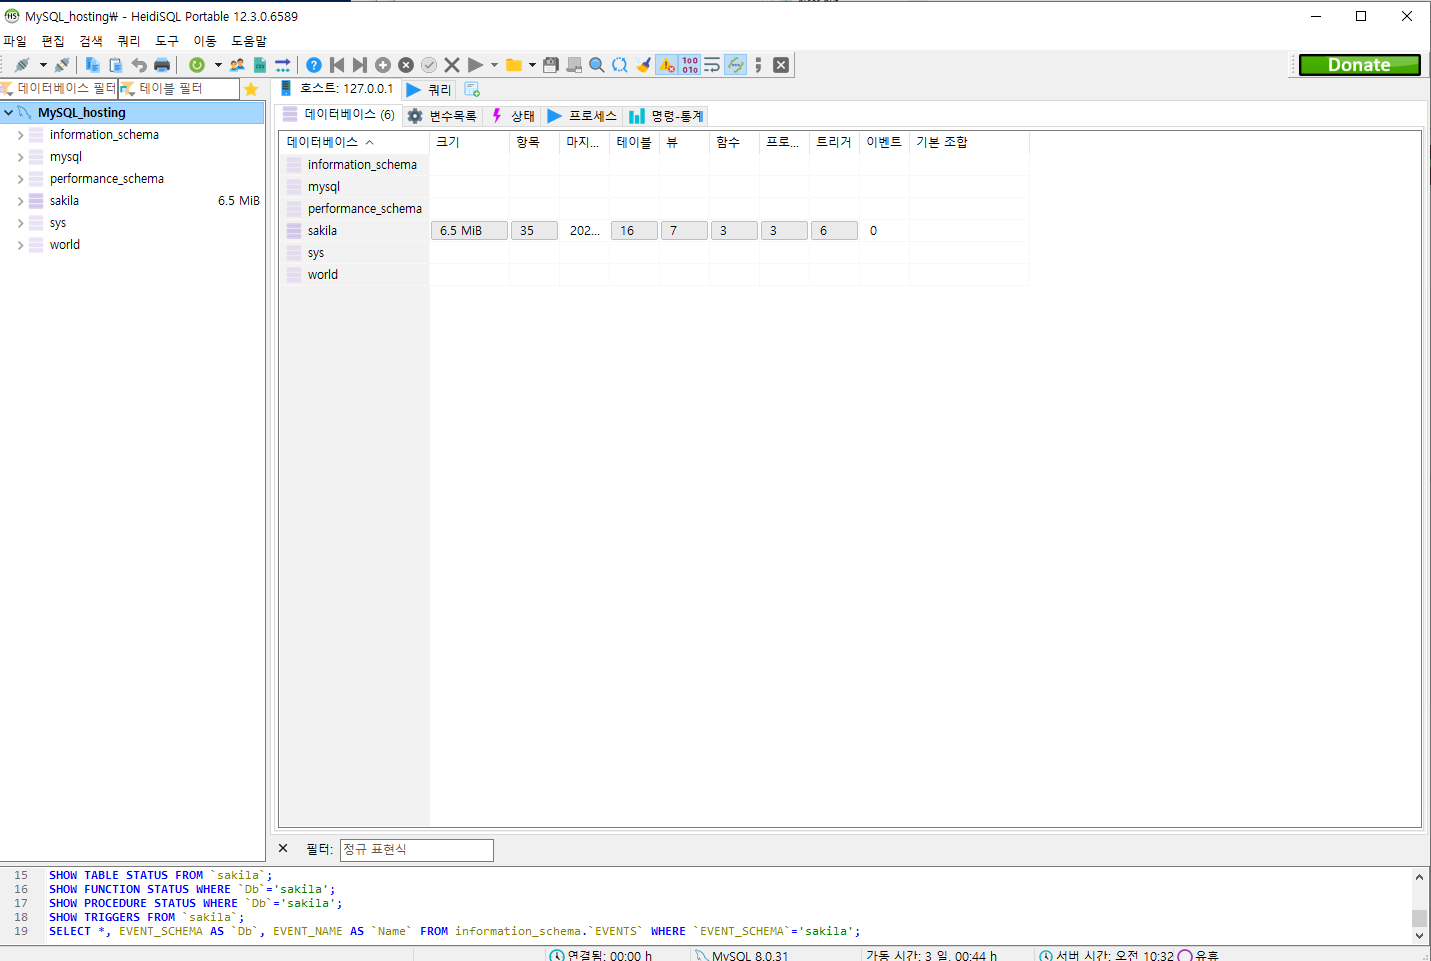 MySQL_hosting₩ - HeidiSQL Portable 12.3.0.6589
파일 편집 검색 쿼리 도구 이동 도움말
Donate
데이터베이스 필터 테이블 필터
호스트: 127.0.0.1 쿼리
MySQL_hosting
information_schema
mysql
performance_schema
sakila 6.5 MiB
sys
world
데이터베이스 (6) 변수목록 상태 프로세스 명령-통계
데이터베이스 크기 항목 마지... 테이블 뷰 함수 프로... 트리거 이벤트 기본 조합
information_schema
mysql
performance_schema
sakila 6.5 MiB 35 202... 16 7 3 3 6 0
sys
world
필터: 정규 표현식
15 SHOW TABLE STATUS FROM `sakila`;
16 SHOW FUNCTION STATUS WHERE `Db`='sakila';
17 SHOW PROCEDURE STATUS WHERE `Db`='sakila';
18 SHOW TRIGGERS FROM `sakila`;
19 SELECT *, EVENT_SCHEMA AS `Db`, EVENT_NAME AS `Name` FROM information_schema.`EVENTS` WHERE `EVENT_SCHEMA`='sakila';
연결됨: 00:00 h MySQL 8.0.31 가동 시간: 3 일, 00:44 h 서버 시간: 오전 10:32 유휴